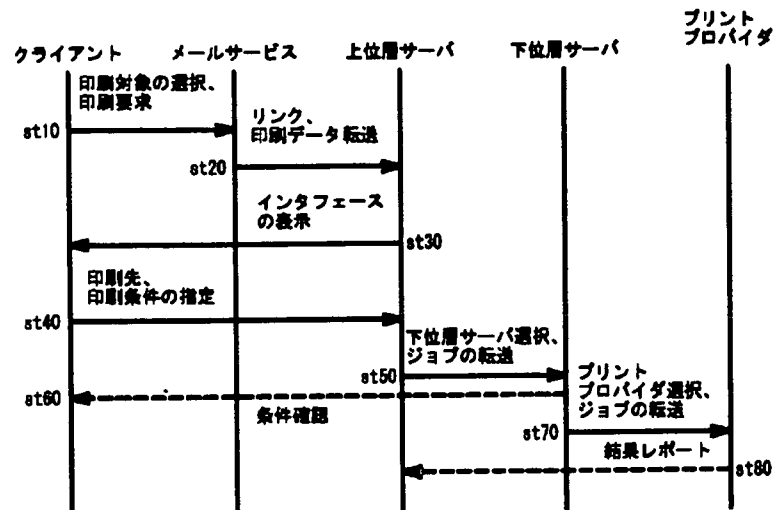 プリント
プロバイダ
クライアント
メールサービス
上位層サーバ
下位層サーバ
印刷対象の選択、
印刷要求
st10
リンク、
印刷データ転送
st20
インタフェース
の表示
st30
印刷先、
印刷条件の指定
st40
下位層サーバ選択、
ジョブの転送
st50
プリント
プロバイダ選択、
ジョブの転送
st60
条件確認
st70
結果レポート
st80